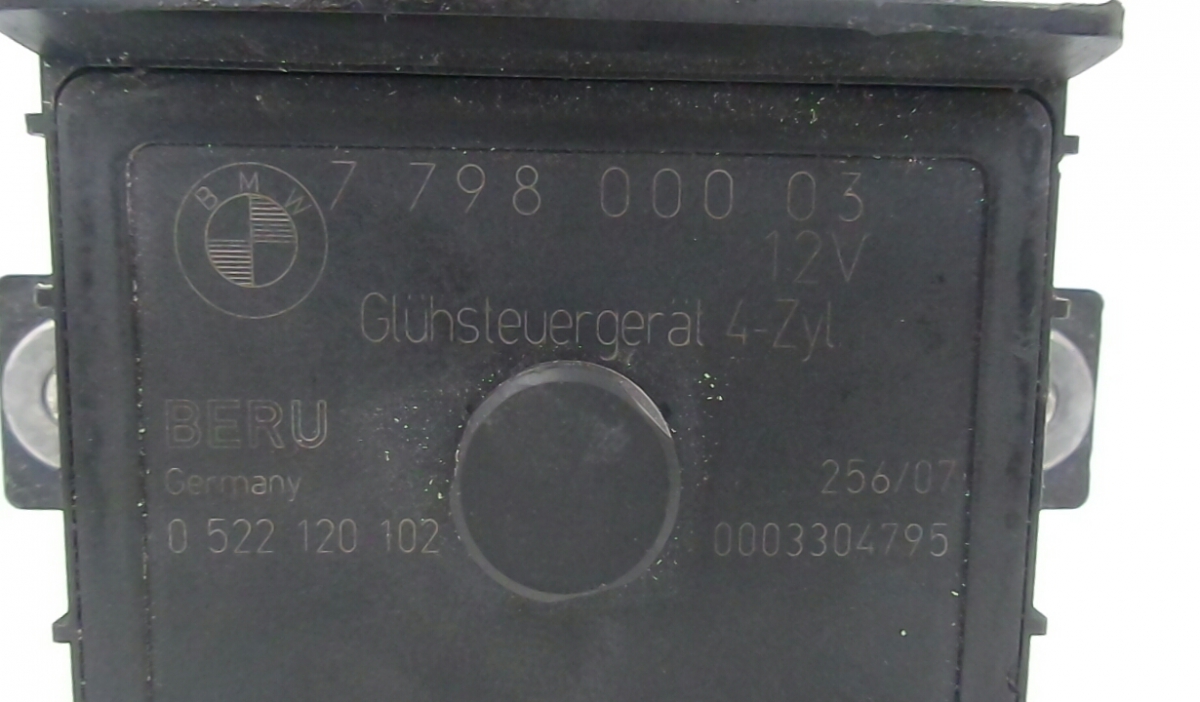 BMW
7 798 000 03
12V
Glühsteuergerät 4-Zyl.
BERU
Germany
256/07
0 522 120 102
0003304795